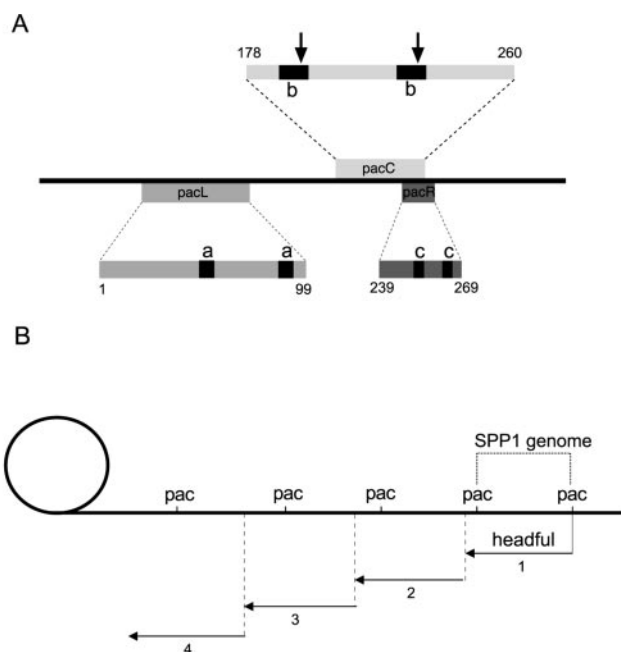 A
178 260
b b
pacC
pacL pacR
a a c c
1 99 239 269
B
SPP1 genome
pac pac pac pac pac
headful
1
2
3
4